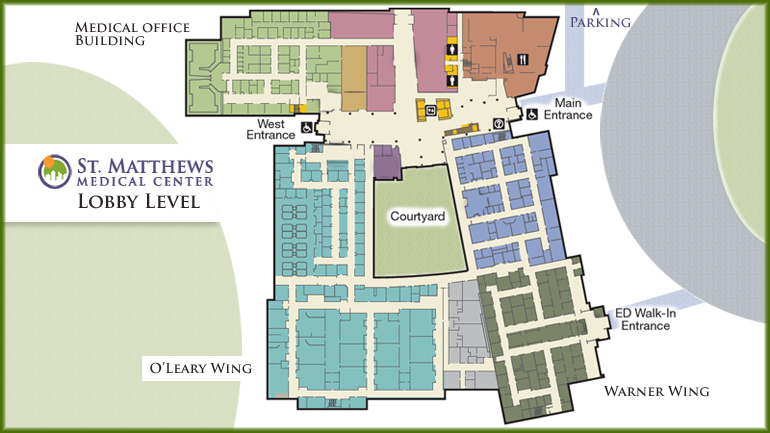 Medical office
Building
Parking
West
Entrance
Main
Entrance
St. Matthews
Medical Center
Lobby Level
Courtyard
ED Walk-In
Entrance
O'Leary Wing
Warner Wing